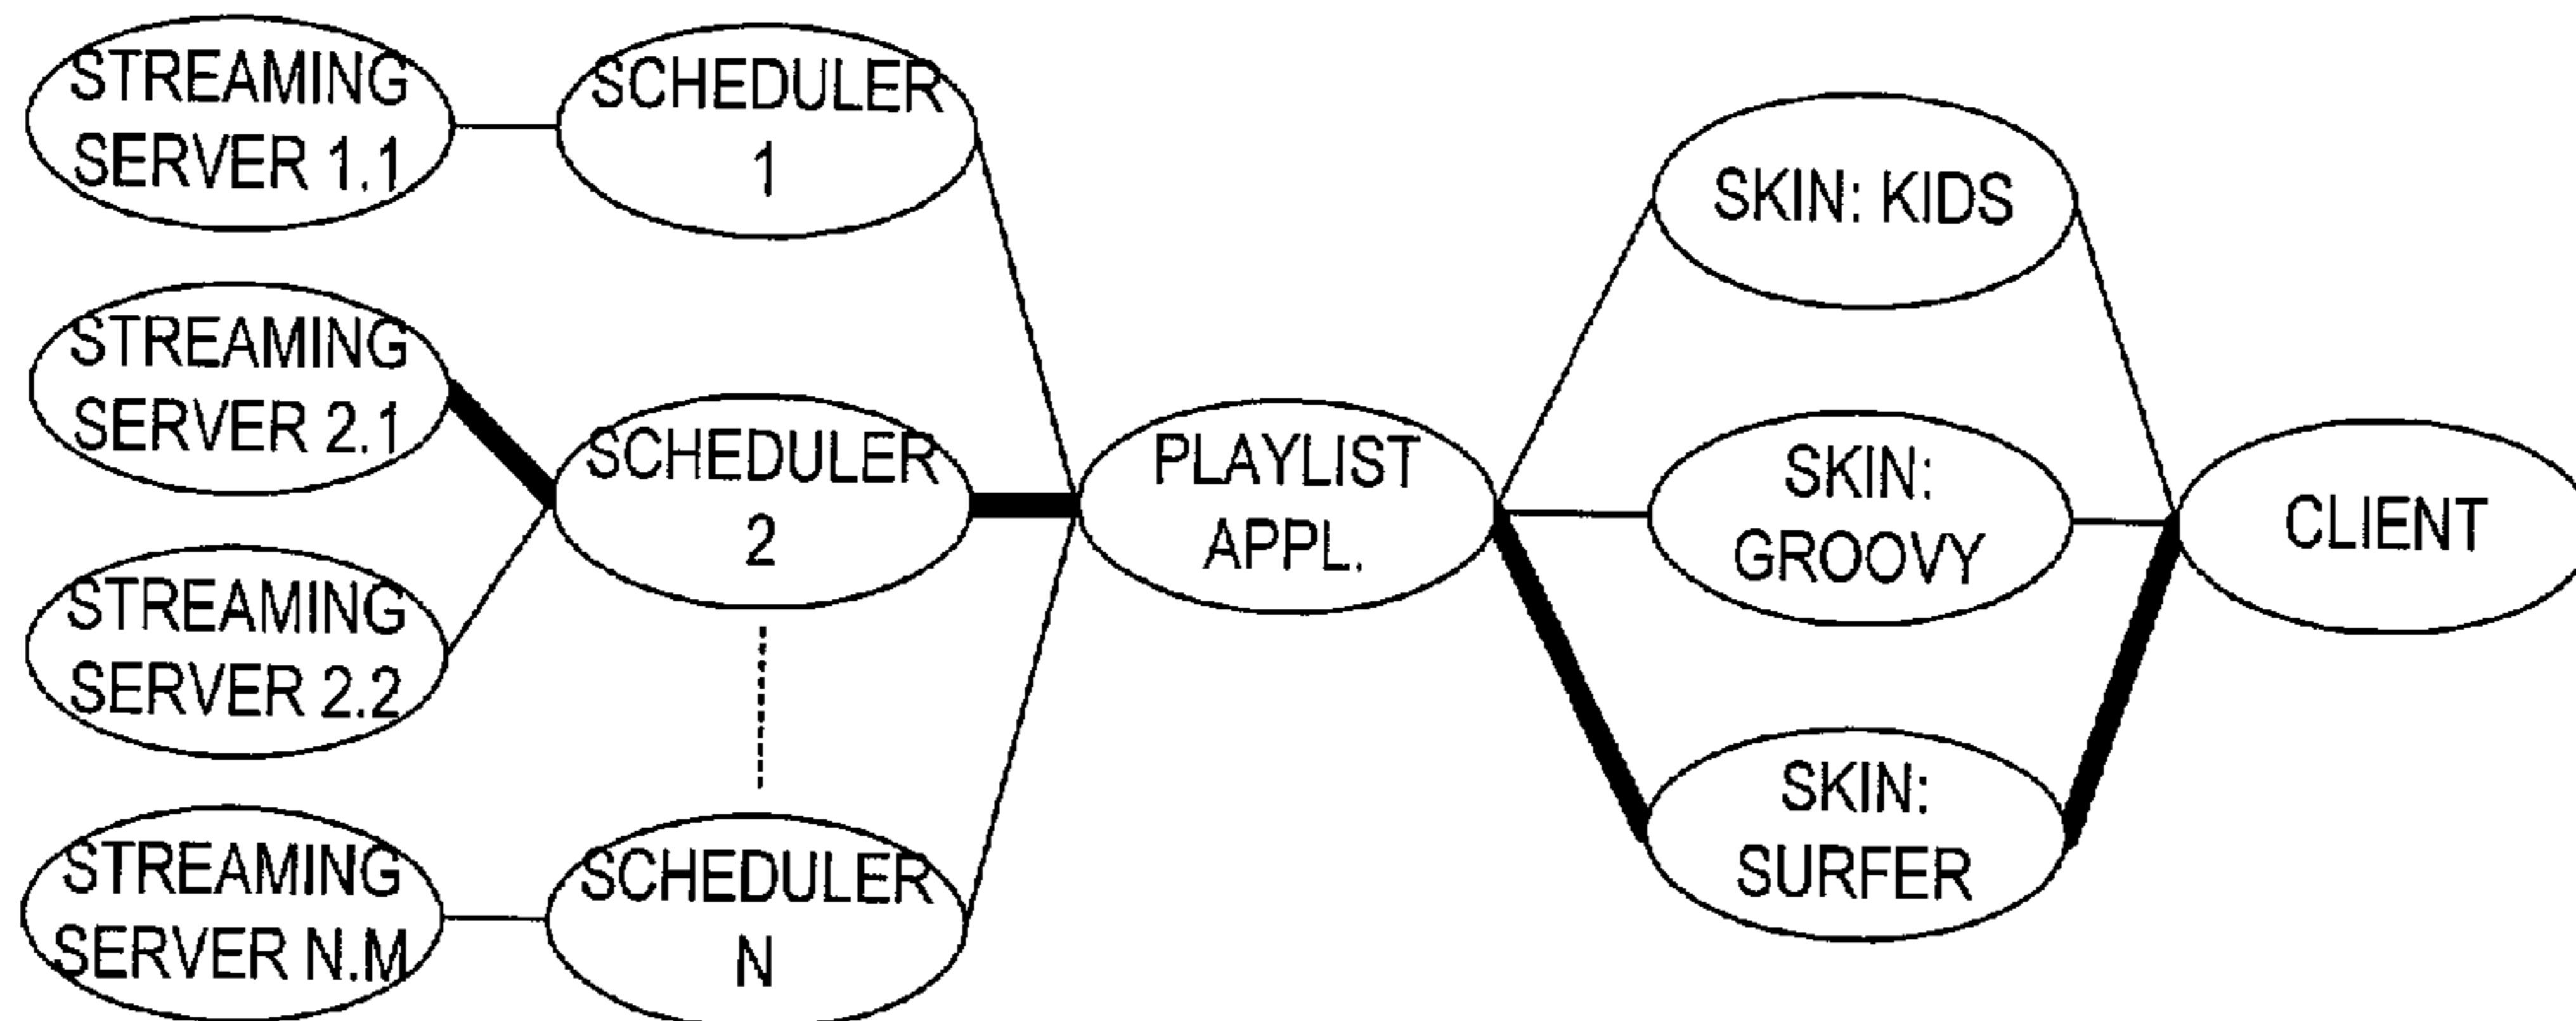 STREAMING
SERVER 1.1
SCHEDULER
1
STREAMING
SERVER 2.1
STREAMING
SERVER 2.2
SCHEDULER
2
STREAMING
SERVER N.M
SCHEDULER
N
PLAYLIST
APPL.
SKIN: KIDS
SKIN:
GROOVY
SKIN:
SURFER
CLIENT